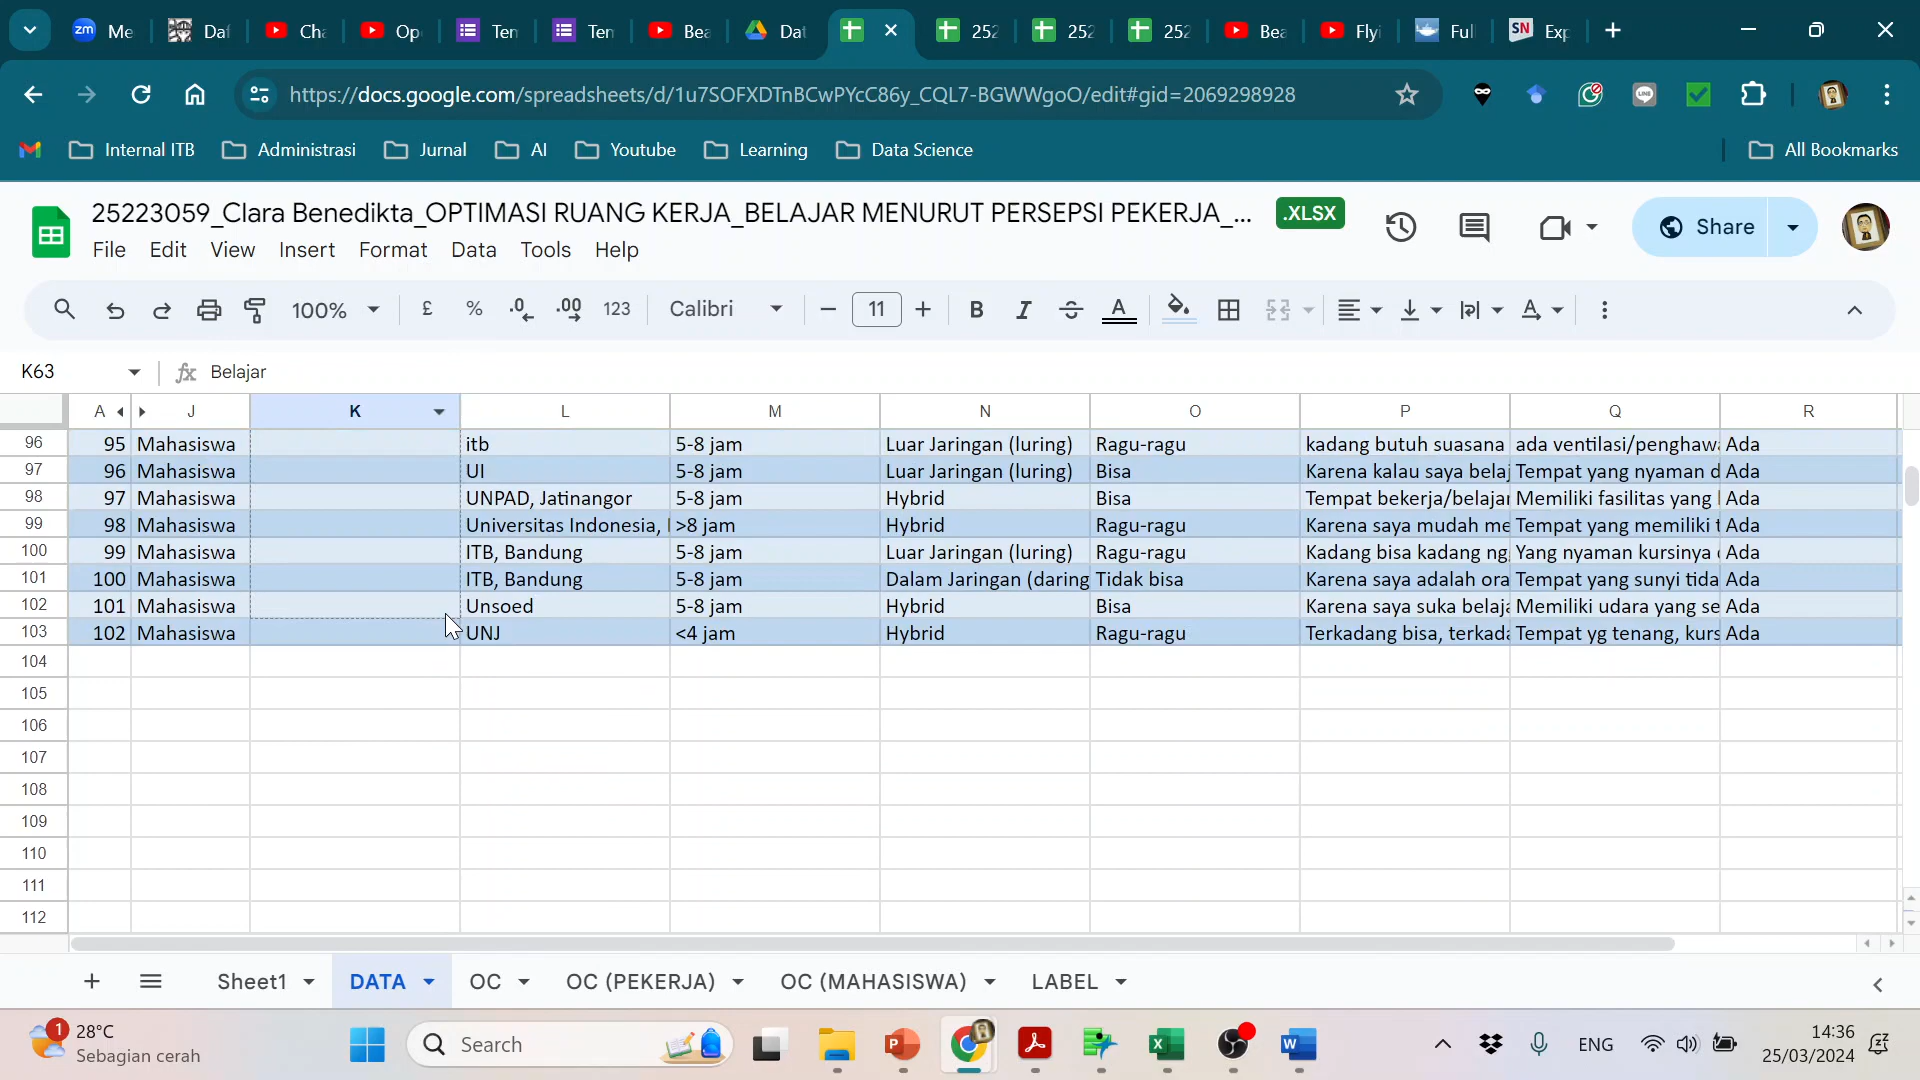 Me
Daf
Cha
Op
Ten
Ten
Bea
Dat
252
252
252
Bea
Flyi
Full
Exp
https://docs.google.com/spreadsheets/d/1u7SOFXDTnBCwPYcC86y_CQL7-BGWWgoO/edit#gid=2069298928
Internal ITB Administrasi Jurnal AI Youtube Learning Data Science All Bookmarks
25223059_Clara Benedikta_OPTIMASI RUANG KERJA_BELAJAR MENURUT PERSEPSI PEKERJA_... .XLSX
Share
File Edit View Insert Format Data Tools Help
100% £ % .0 .00 123 Calibri 11 B I A
K63 fx Belajar
A J K L M N O P Q R
96 95 Mahasiswa itb 5-8 jam Luar Jaringan (luring) Ragu-ragu kadang butuh suasana ada ventilasi/penghawa Ada
97 96 Mahasiswa UI 5-8 jam Luar Jaringan (luring) Bisa Karena kalau saya belaj Tempat yang nyaman d Ada
98 97 Mahasiswa UNPAD, Jatinangor 5-8 jam Hybrid Bisa Tempat bekerja/belajar Memiliki fasilitas yang Ada
99 98 Mahasiswa Universitas Indonesia, >8 jam Hybrid Ragu-ragu Karena saya mudah me Tempat yang memiliki t Ada
100 99 Mahasiswa ITB, Bandung 5-8 jam Luar Jaringan (luring) Ragu-ragu Kadang bisa kadang ng Yang nyaman kursinya Ada
101 100 Mahasiswa ITB, Bandung 5-8 jam Dalam Jaringan (daring Tidak bisa Karena saya adalah ora Tempat yang sunyi tida Ada
102 101 Mahasiswa Unsoed 5-8 jam Hybrid Bisa Karena saya suka belaja Memiliki udara yang se Ada
103 102 Mahasiswa UNJ <4 jam Hybrid Ragu-ragu Terkadang bisa, terkada Tempat yg tenang, kurs Ada
104
105
106
107
108
109
110
111
112
Sheet1 DATA OC OC (PEKERJA) OC (MAHASISWA) LABEL
1 28°C
Sebagian cerah
Search
ENG
14:36
25/03/2024